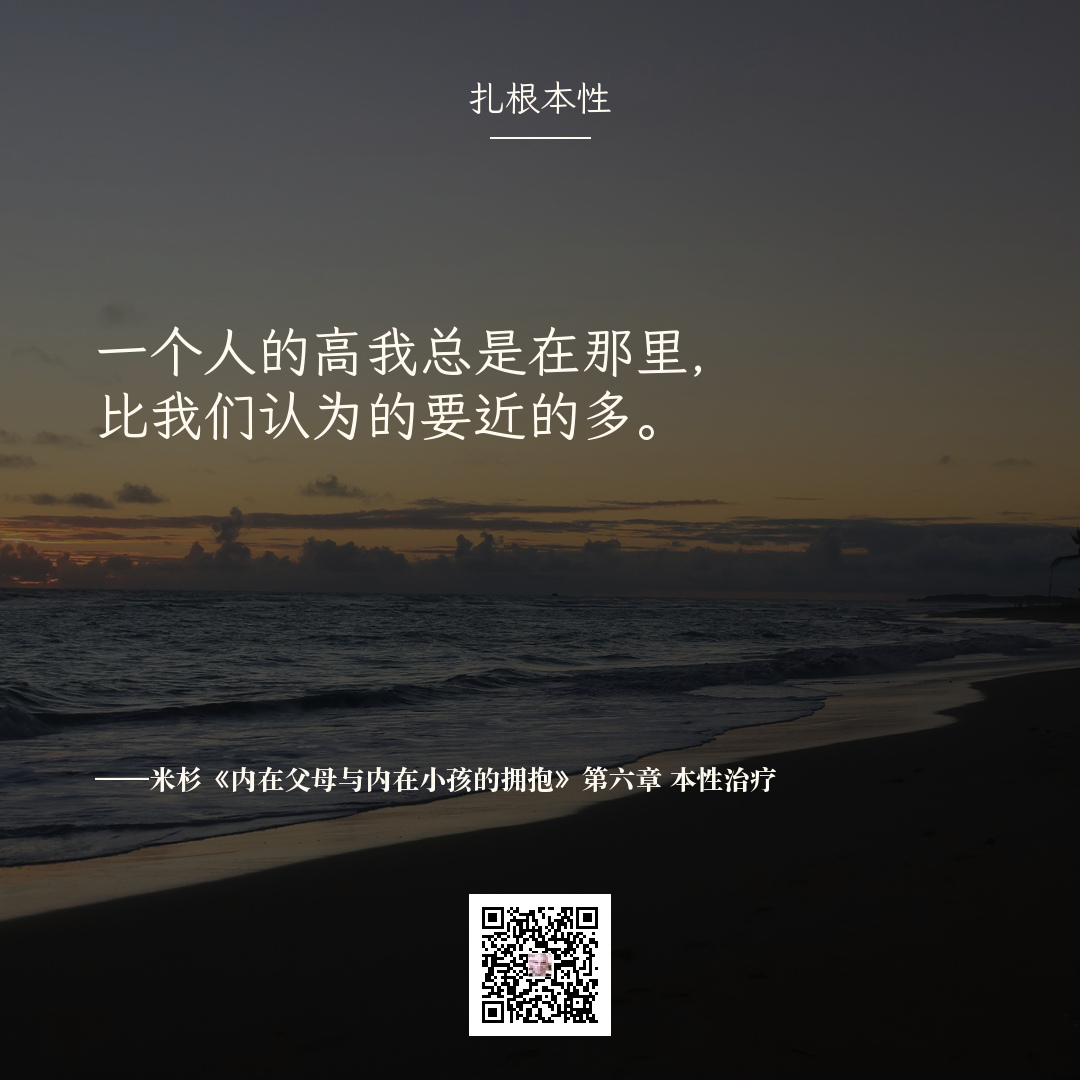 扎根本性
一个人的高我总是在那里,
比我们认为的要近的多。
——米杉《内在父母与内在小孩的拥抱》第六章 本性治疗